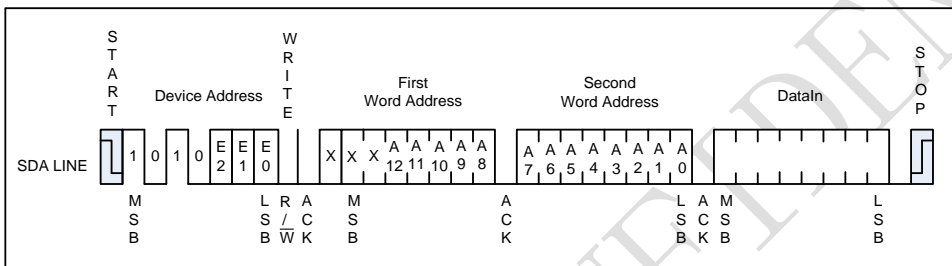 START
WRITE
STOP
Device Address
First
Word Address
Second
Word Address
DataIn
SDA LINE
1 0 1 0 E2 E1 E0
X X X A12 A11 A10 A9 A8
A7 A6 A5 A4 A3 A2 A1 A0
MSB
LSB
R/W
ACK
MSB
ACK
LSB
ACK
MSB
LSB